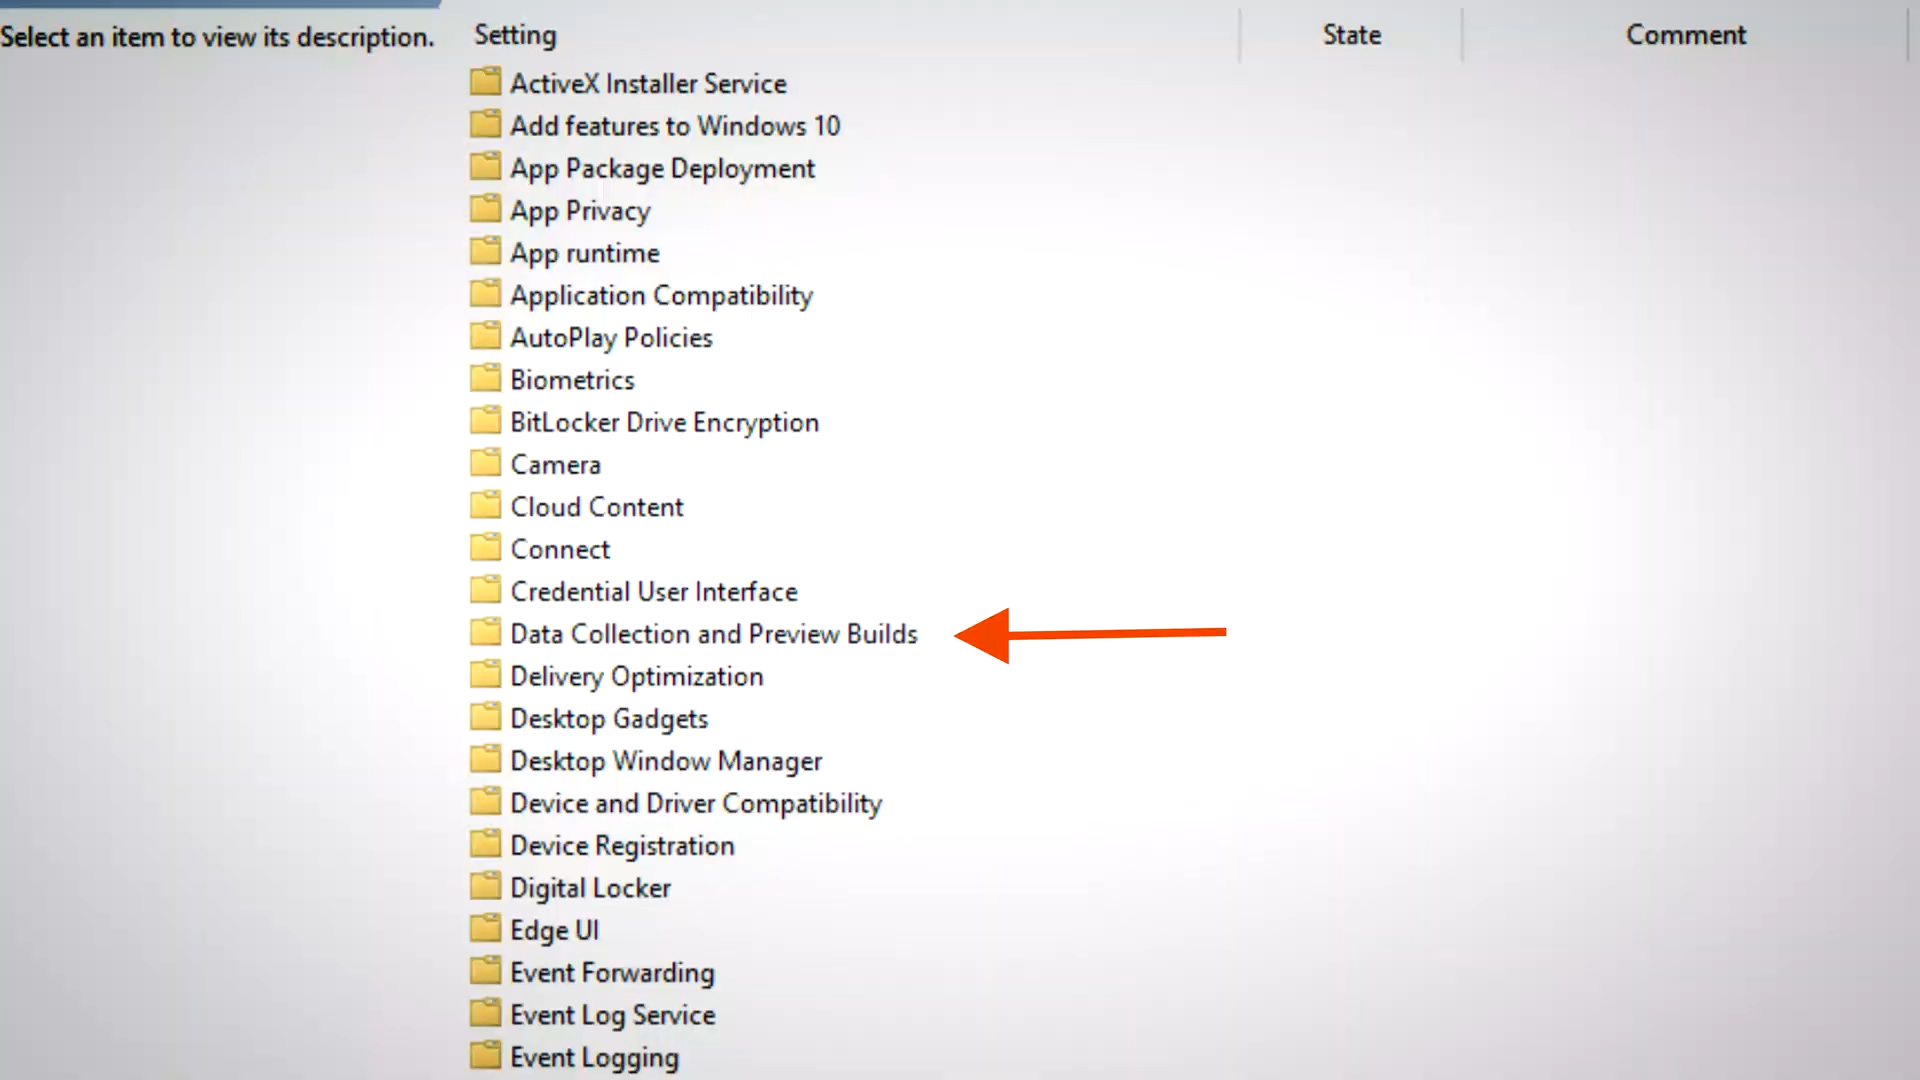 Select an item to view its description.
Setting
State
Comment
ActiveX Installer Service
Add features to Windows 10
App Package Deployment
App Privacy
App runtime
Application Compatibility
AutoPlay Policies
Biometrics
BitLocker Drive Encryption
Camera
Cloud Content
Connect
Credential User Interface
Data Collection and Preview Builds
Delivery Optimization
Desktop Gadgets
Desktop Window Manager
Device and Driver Compatibility
Device Registration
Digital Locker
Edge UI
Event Forwarding
Event Log Service
Event Logging